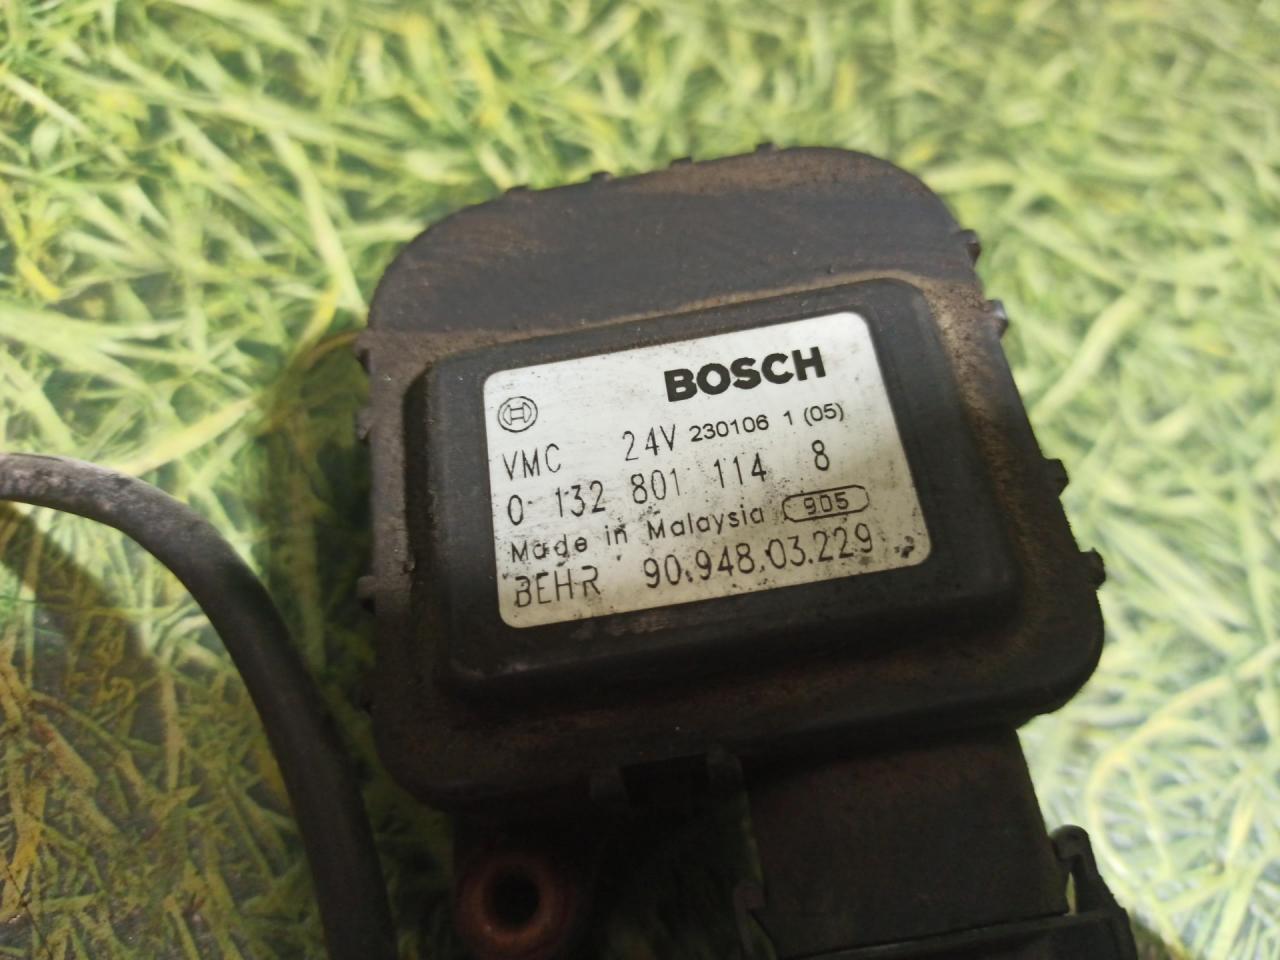 BOSCH
VMC 24V 230106 1 (05)
0 132 801 114 8
Made in Malaysia 905
BEHR 90.948.03.229